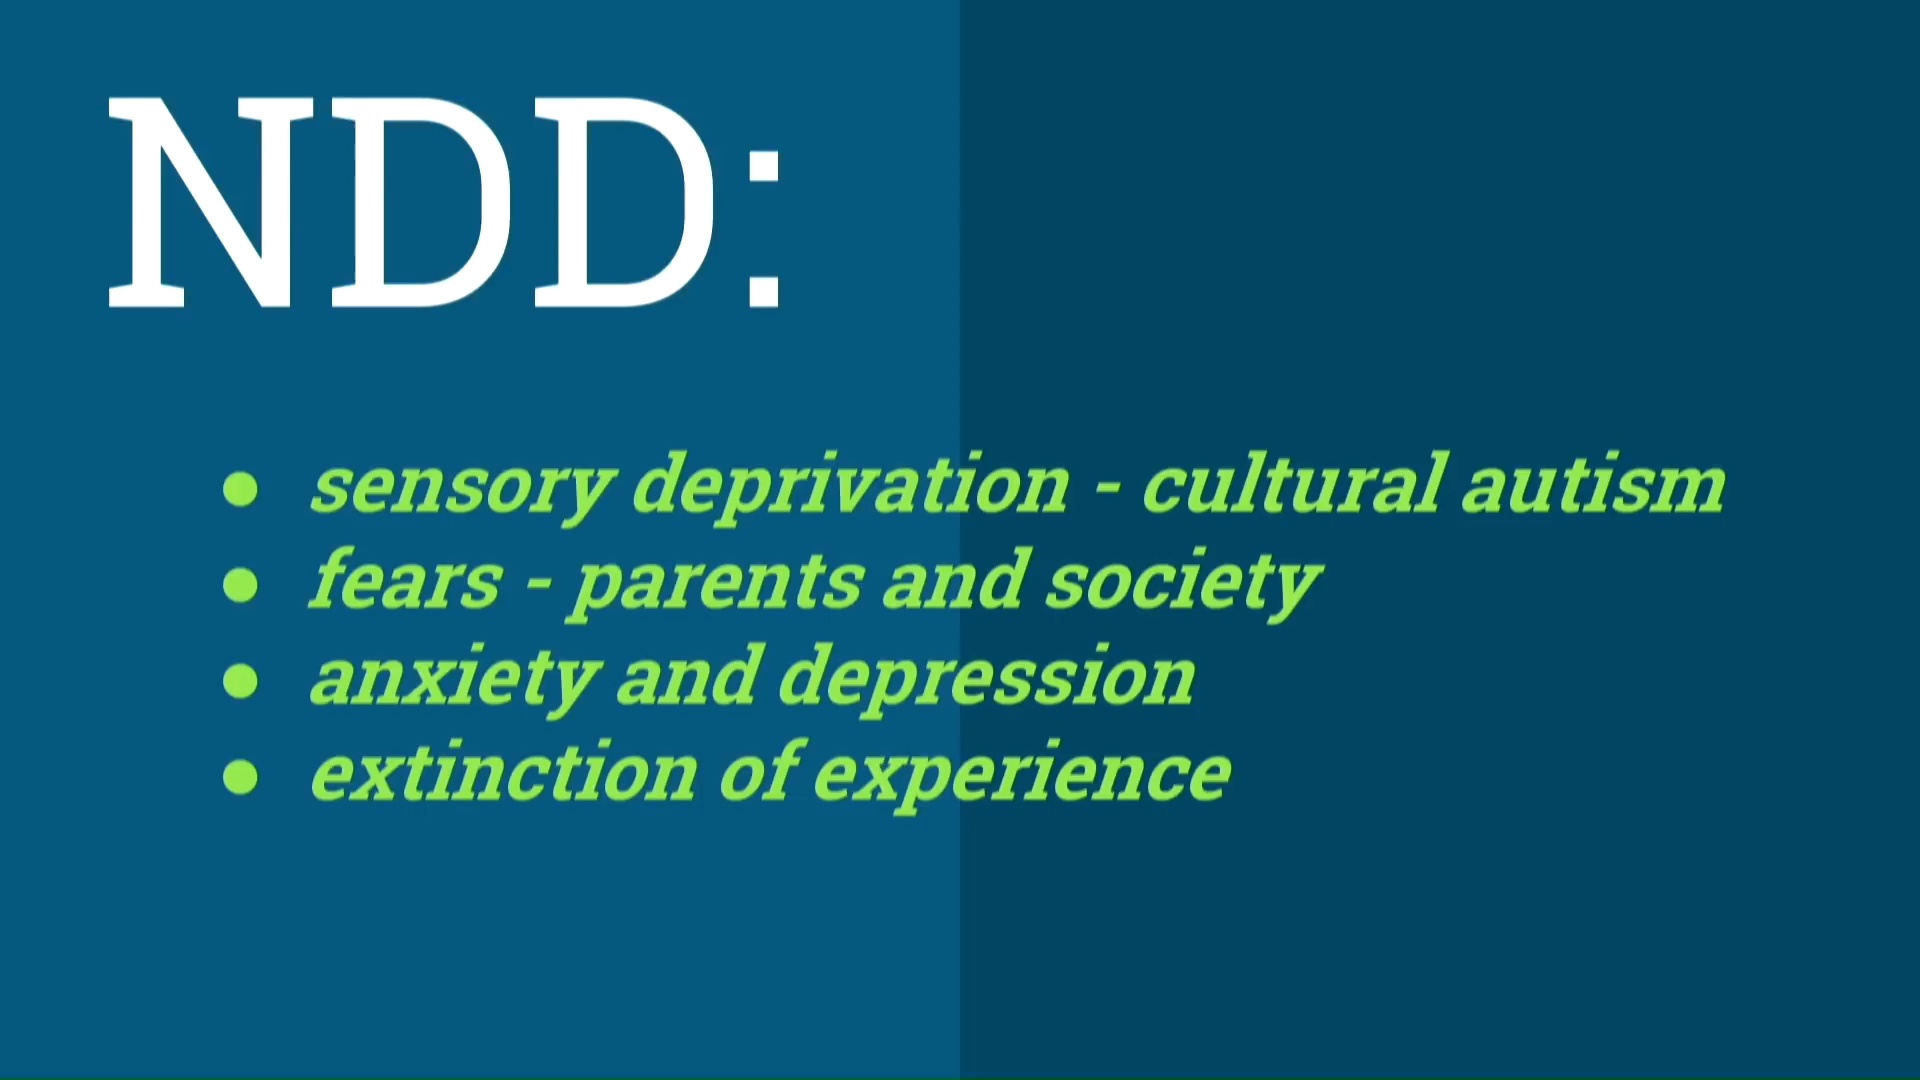 NDD:
● sensory deprivation - cultural autism
● fears - parents and society
● anxiety and depression
● extinction of experience